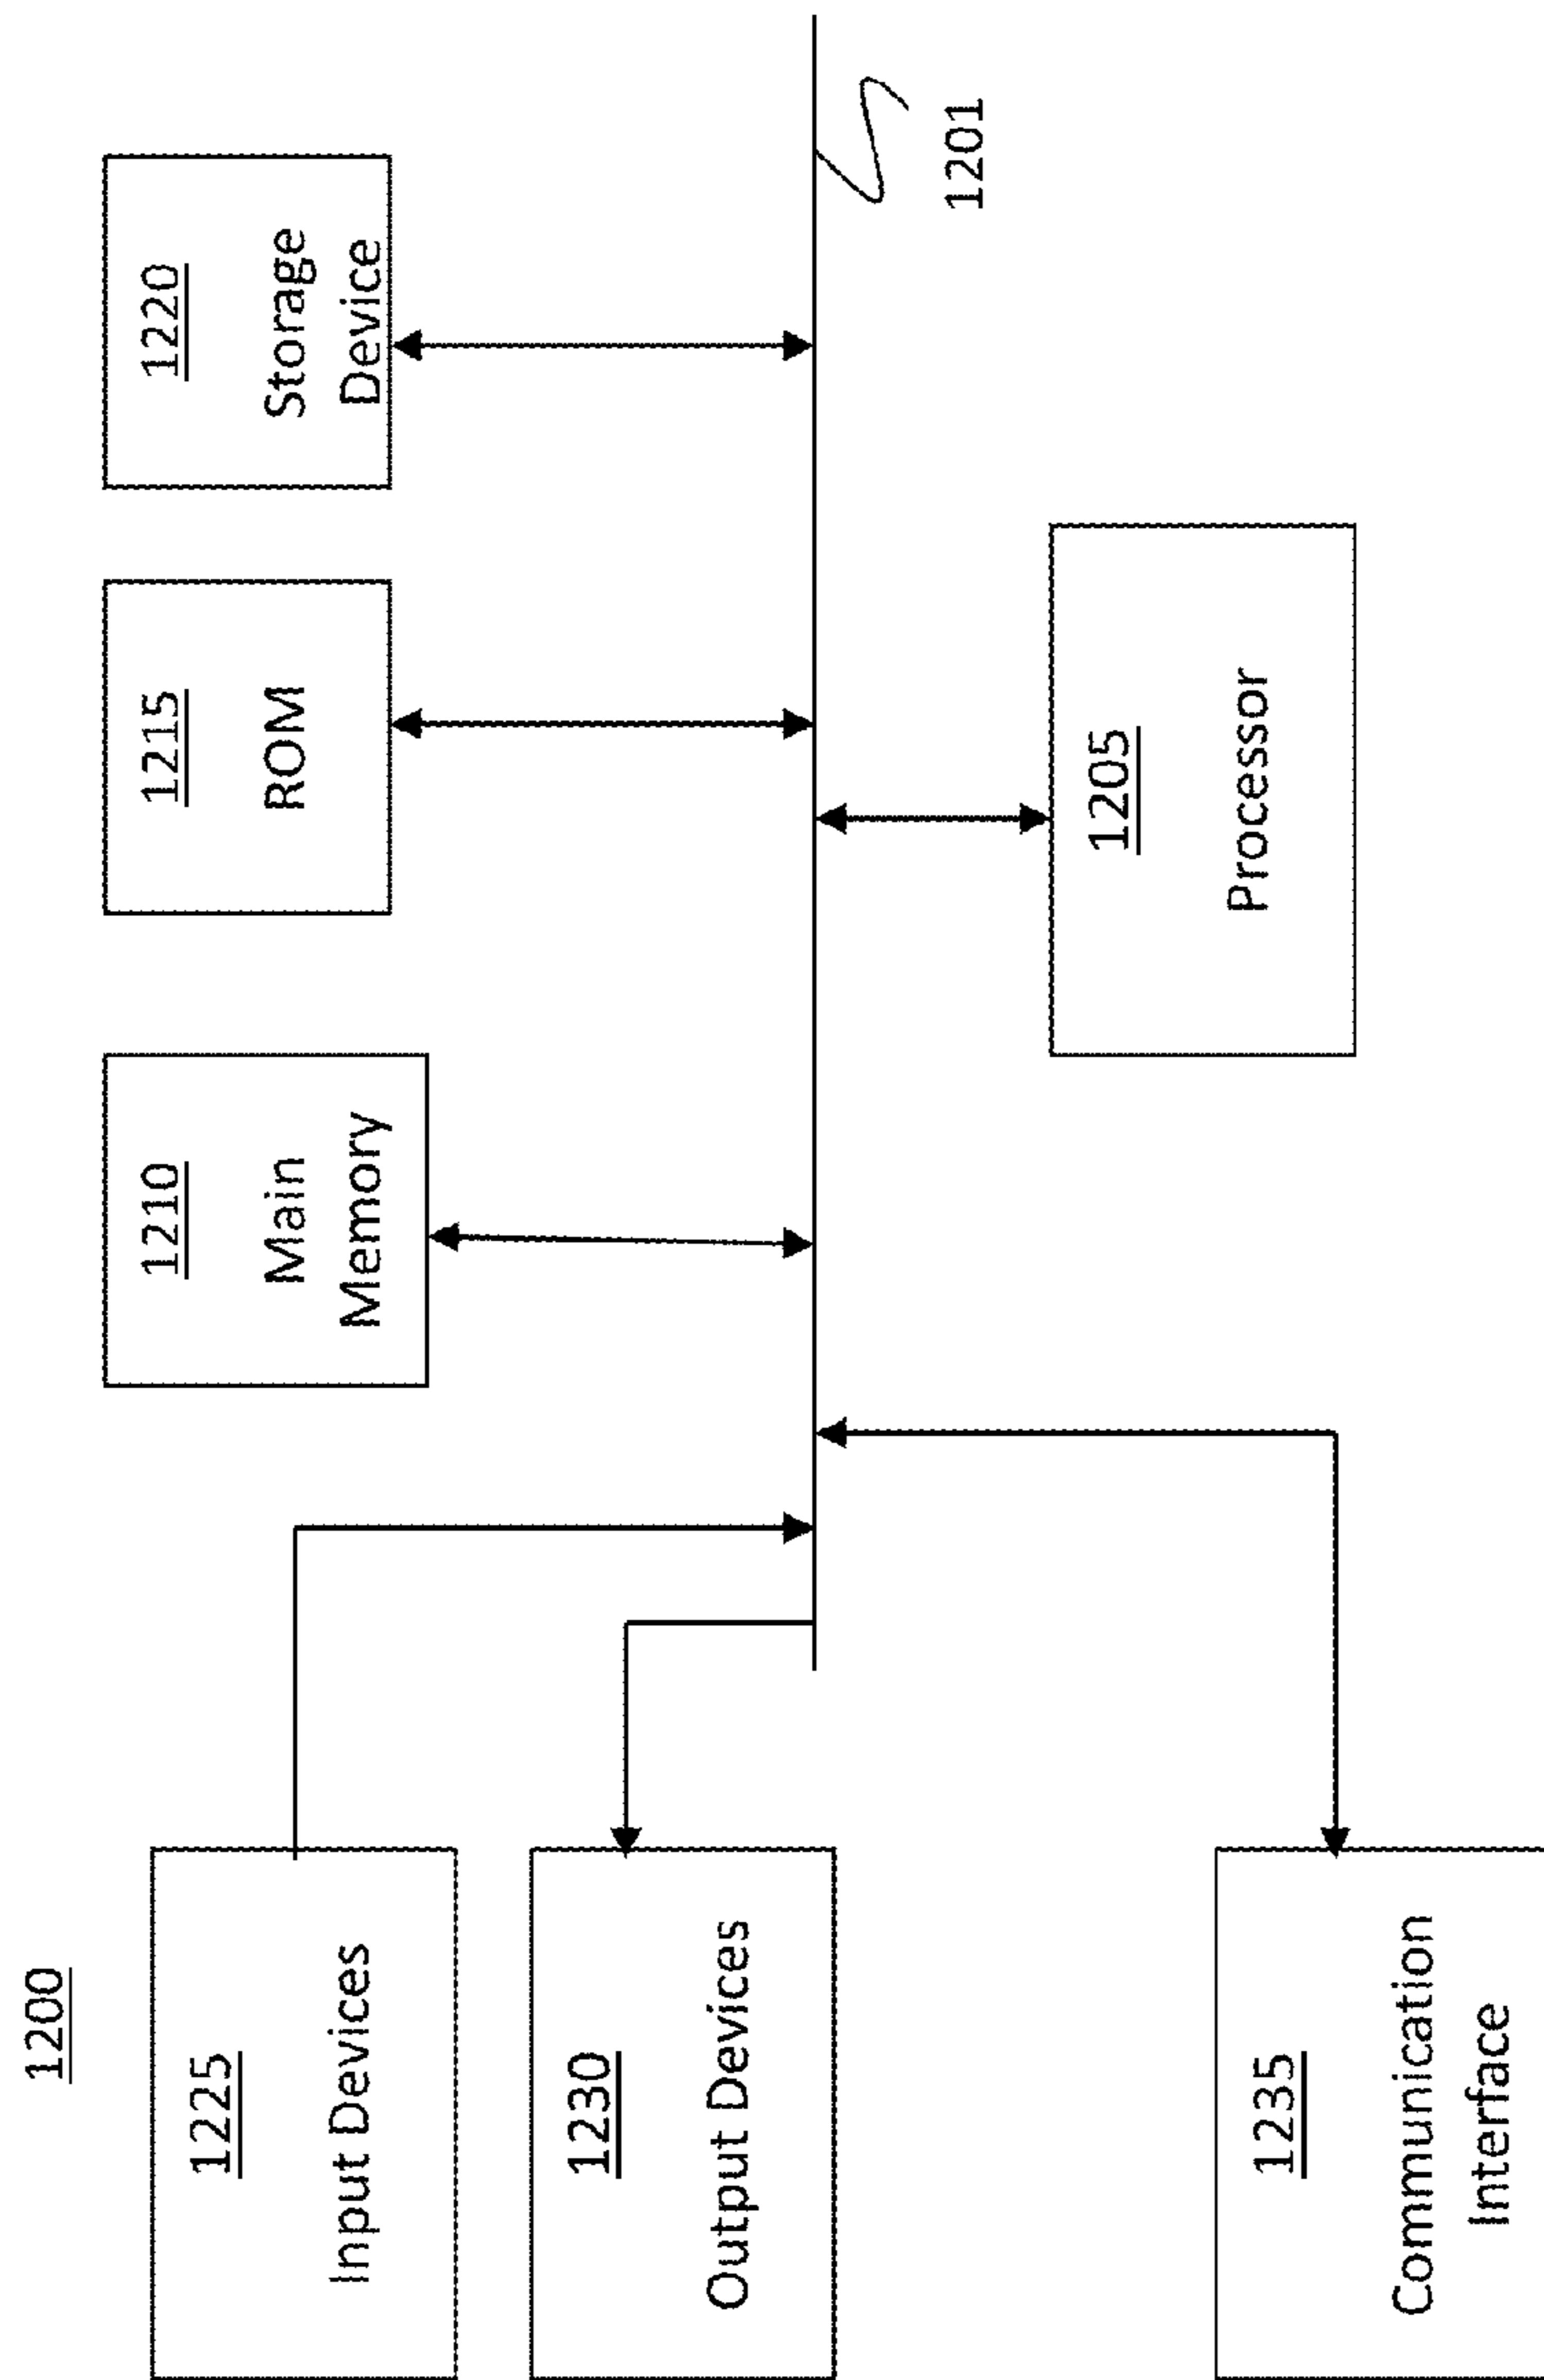 1200
1225
Input Devices
1230
Output Devices
1235
Communication
Interface
1210
Main
Memory
1215
ROM
1220
Storage
Device
1205
Processor
1201